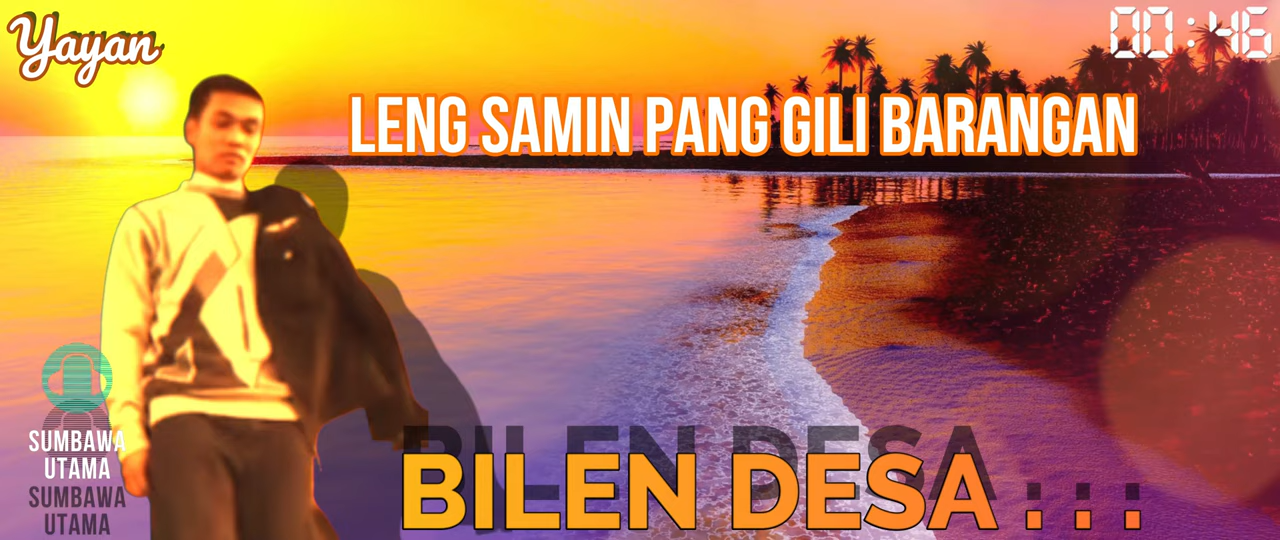 Yayan
00:46
LENG SAMIN PANG GILI BARANGAN
SUMBAWA
UTAMA
SUMBAWA
UTAMA
BILEN DESA
BILEN DESA : : :